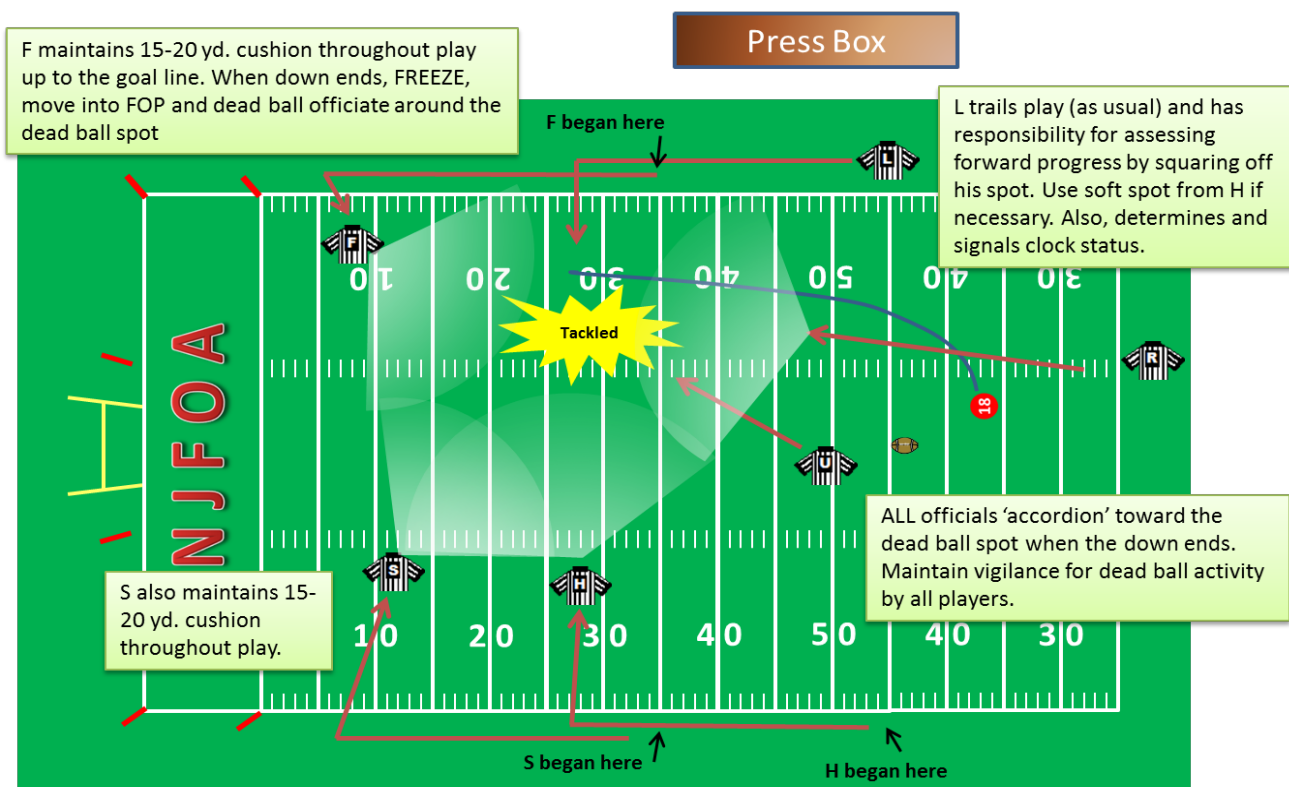 Press Box
F maintains 15-20 yd. cushion throughout play
up to the goal line. When down ends, FREEZE,
move into FOP and dead ball officiate around the
dead ball spot
F began here
L trails play (as usual) and has
responsibility for assessing
forward progress by squaring off
his spot. Use soft spot from H if
necessary. Also, determines and
signals clock status.
L
F
10 20 30 40 50 40 30
Tackled
R
18
NJFOA
U
ALL officials ‘accordion’ toward the
dead ball spot when the down ends.
Maintain vigilance for dead ball activity
by all players.
S
H
S also maintains 15-
20 yd. cushion
throughout play.
10 20 30 40 50 40 30
S began here
H began here